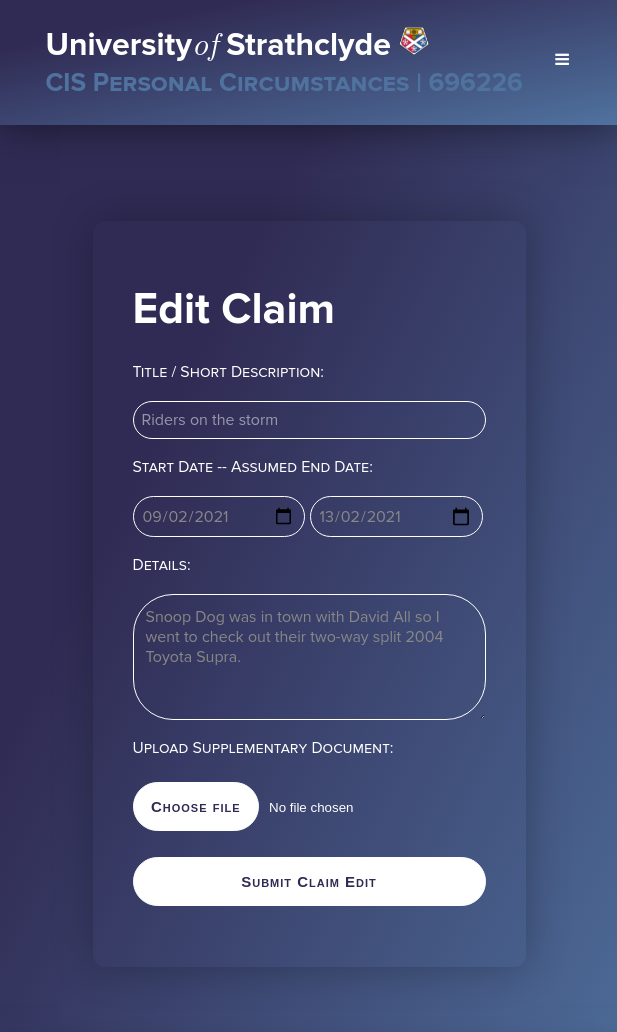 University of Strathclyde
CIS Personal Circumstances | 696226
Edit Claim
Title / Short Description:
Riders on the storm
Start Date -- Assumed End Date:
09/02/2021 13/02/2021
Details:
Snoop Dog was in town with David All so I
went to check out their two-way split 2004
Toyota Supra.
Upload Supplementary Document:
Choose file No file chosen
Submit Claim Edit